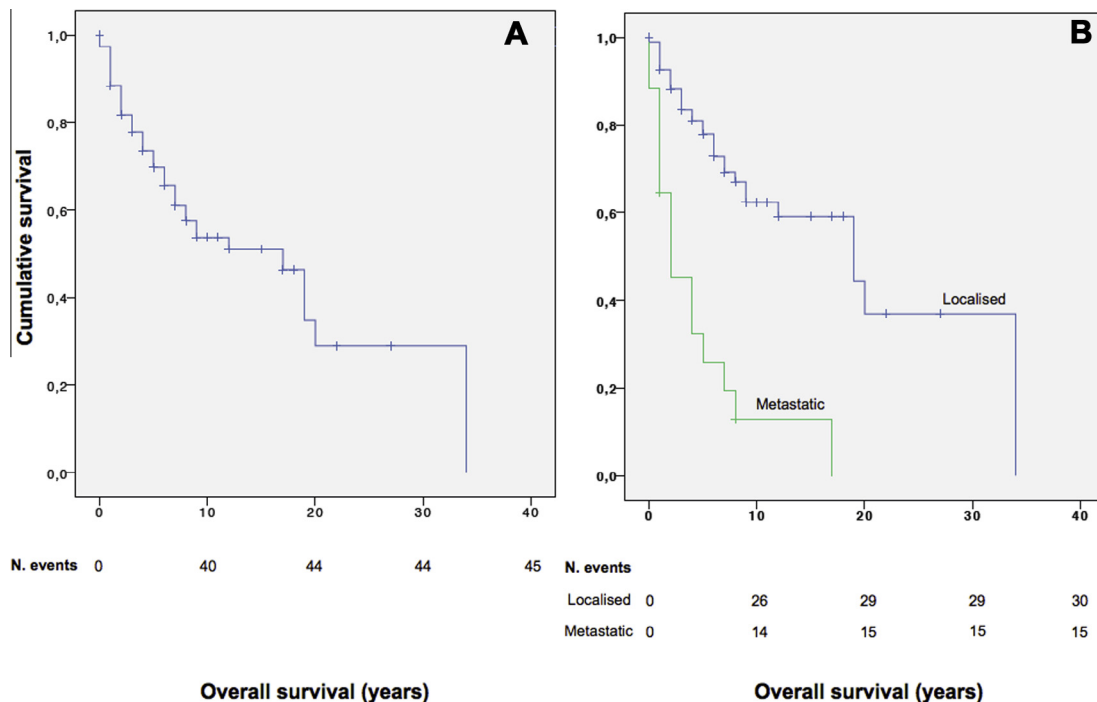 A
B
Cumulative survival
1,0
0,8
0,6
0,4
0,2
0,0
0 10 20 30 40
N. events 0 40 44 44 45
Overall survival (years)
1,0
0,8
0,6
0,4
0,2
0,0
Localised
Metastatic
0 10 20 30 40
N. events
Localised 0 26 29 29 30
Metastatic 0 14 15 15 15
Overall survival (years)